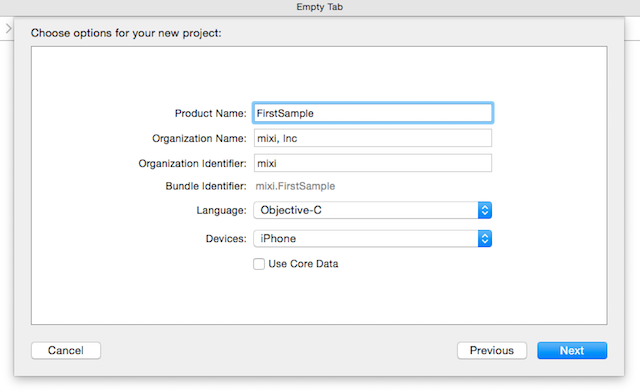 Empty Tab
Choose options for your new project:
Product Name: FirstSample
Organization Name: mixi, Inc
Organization Identifier: mixi
Bundle Identifier: mixi.FirstSample
Language: Objective-C
Devices: iPhone
Use Core Data
Cancel Previous Next